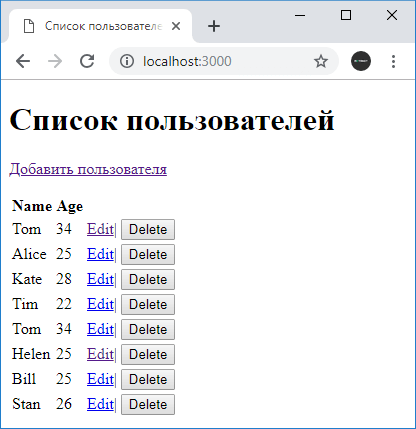 Список пользователе
localhost:3000
Список пользователей
Добавить пользователя
Name Age
Tom 34 Edit| Delete
Alice 25 Edit| Delete
Kate 28 Edit| Delete
Tim 22 Edit| Delete
Tom 34 Edit| Delete
Helen 25 Edit| Delete
Bill 25 Edit| Delete
Stan 26 Edit| Delete